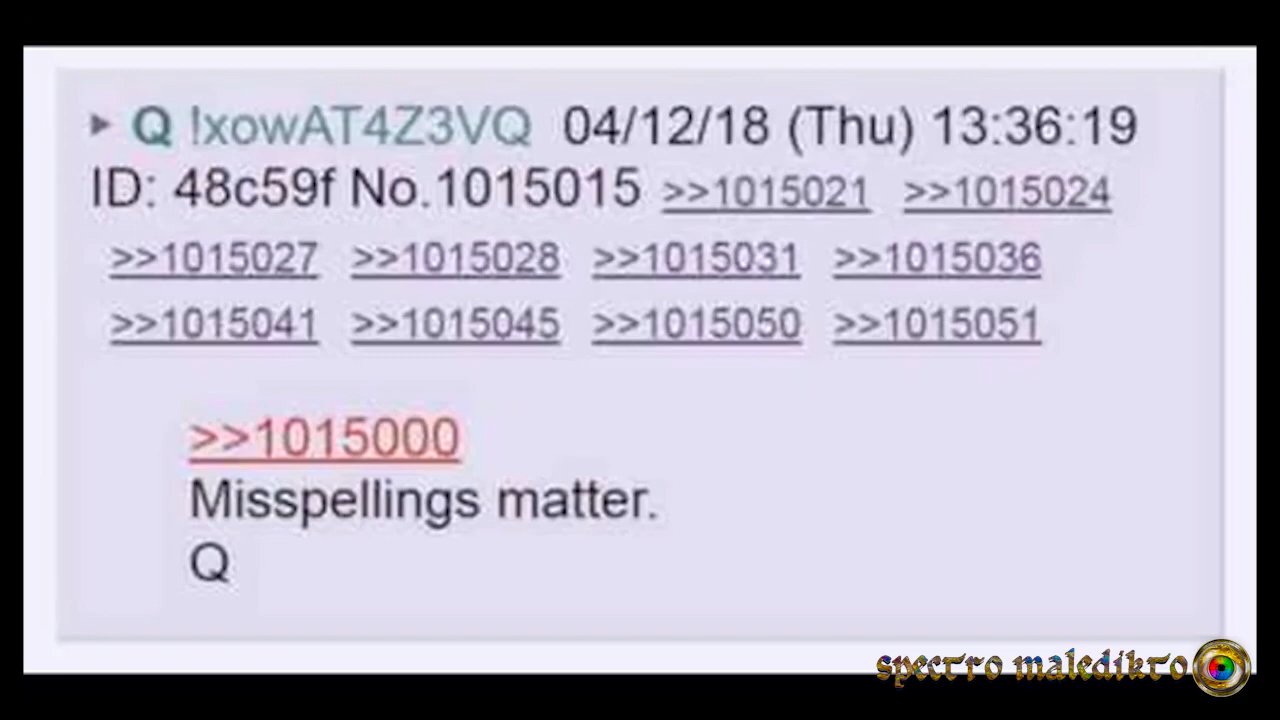 Q !xowAT4Z3VQ 04/12/18 (Thu) 13:36:19
ID: 48c59f No.1015015 >>1015021 >>1015024
>>1015027 >>1015028 >>1015031 >>1015036
>>1015041 >>1015045 >>1015050 >>1015051
>>1015000
Misspellings matter.
Q
spectro maledikto